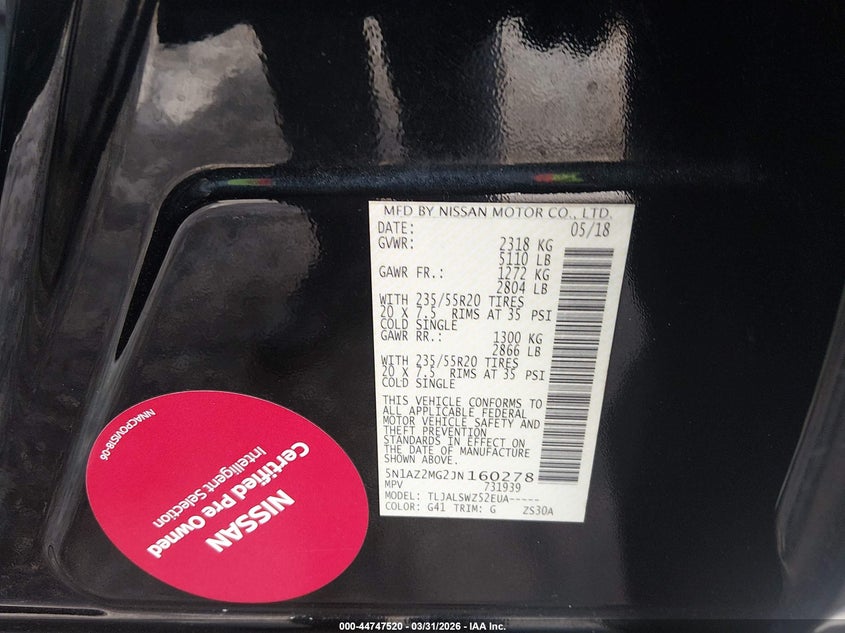 MFD BY NISSAN MOTOR CO., LTD.
DATE: 05/18
GVWR: 2318 KG
5110 LB
GAWR FR.: 1272 KG
2804 LB
WITH 235/55R20 TIRES
20 X 7.5 RIMS AT 35 PSI
COLD SINGLE
GAWR RR.: 1300 KG
2866 LB
WITH 235/55R20 TIRES
20 X 7.5 RIMS AT 35 PSI
COLD SINGLE
THIS VEHICLE CONFORMS TO
ALL APPLICABLE FEDERAL
MOTOR VEHICLE SAFETY AND
THEFT PREVENTION
STANDARDS IN EFFECT ON
THE DATE OF MANUFACTURE
SHOWN ABOVE.
5N1AZ2MG2JN160278
MPV 731939
MODEL: TLJALSWZ52EUA-----
COLOR: G41 TRIM: G ZS30A
NNACPOVIS18-06
NISSAN
Certified Pre Owned
Intelligent Selection
000-44747520 - 03/31/2026 - IAA Inc.